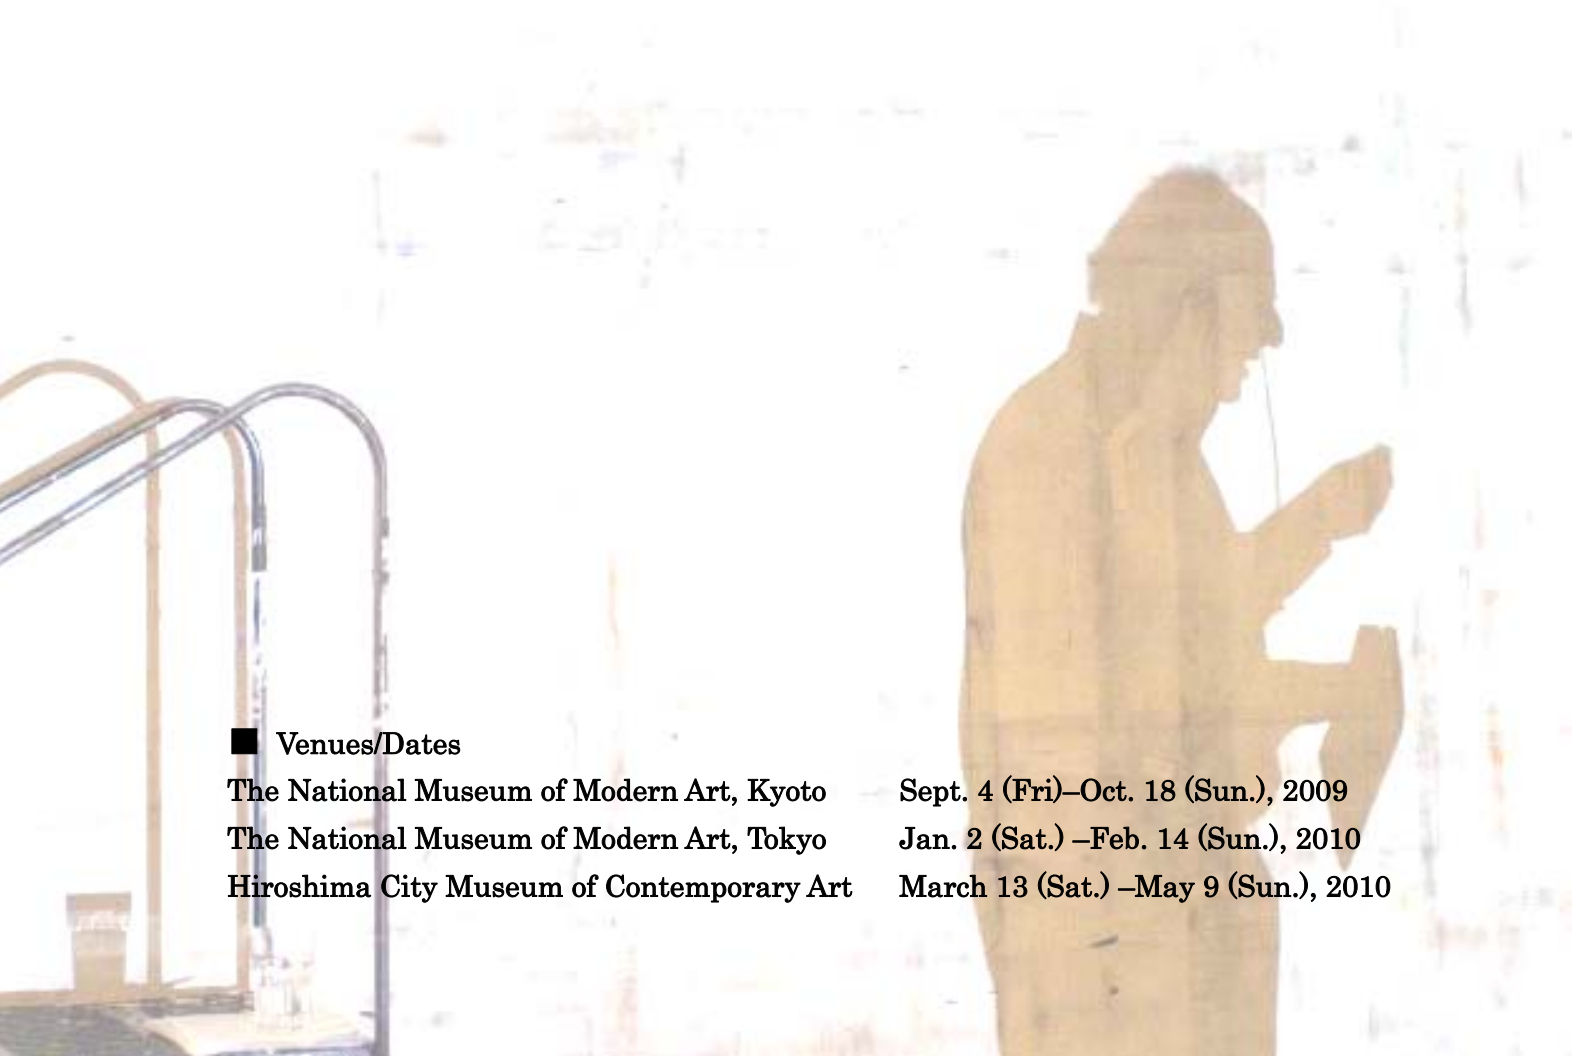 ■ Venues/Dates
The National Museum of Modern Art, Kyoto Sept. 4 (Fri)–Oct. 18 (Sun.), 2009
The National Museum of Modern Art, Tokyo Jan. 2 (Sat.) –Feb. 14 (Sun.), 2010
Hiroshima City Museum of Contemporary Art March 13 (Sat.) –May 9 (Sun.), 2010